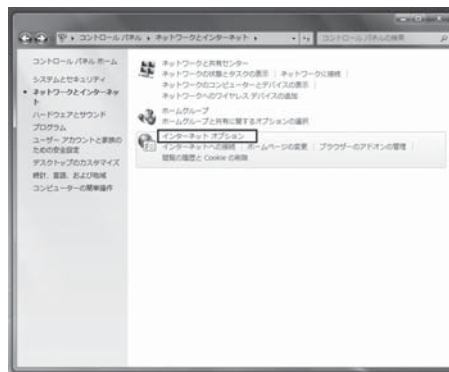 コントロール パネル ▸ ネットワークとインターネット ▸
コントロール パネルの検索
コントロール パネル ホーム
システムとセキュリティ
ネットワークとインターネット
ハードウェアとサウンド
プログラム
ユーザー アカウントと家族の
ための安全設定
デスクトップのカスタマイズ
時計、言語、および地域
コンピューターの簡単操作
ネットワークと共有センター
ネットワークの状態とタスクの表示 | ネットワークに接続
ネットワークのコンピューターとデバイスの表示
ネットワークへのワイヤレス デバイスの追加
ホームグループ
ホームグループと共有に関するオプションの選択
インターネット オプション
インターネットへの接続 | ホームページの変更 | ブラウザーのアドオンの管理
閲覧の履歴と Cookie の削除